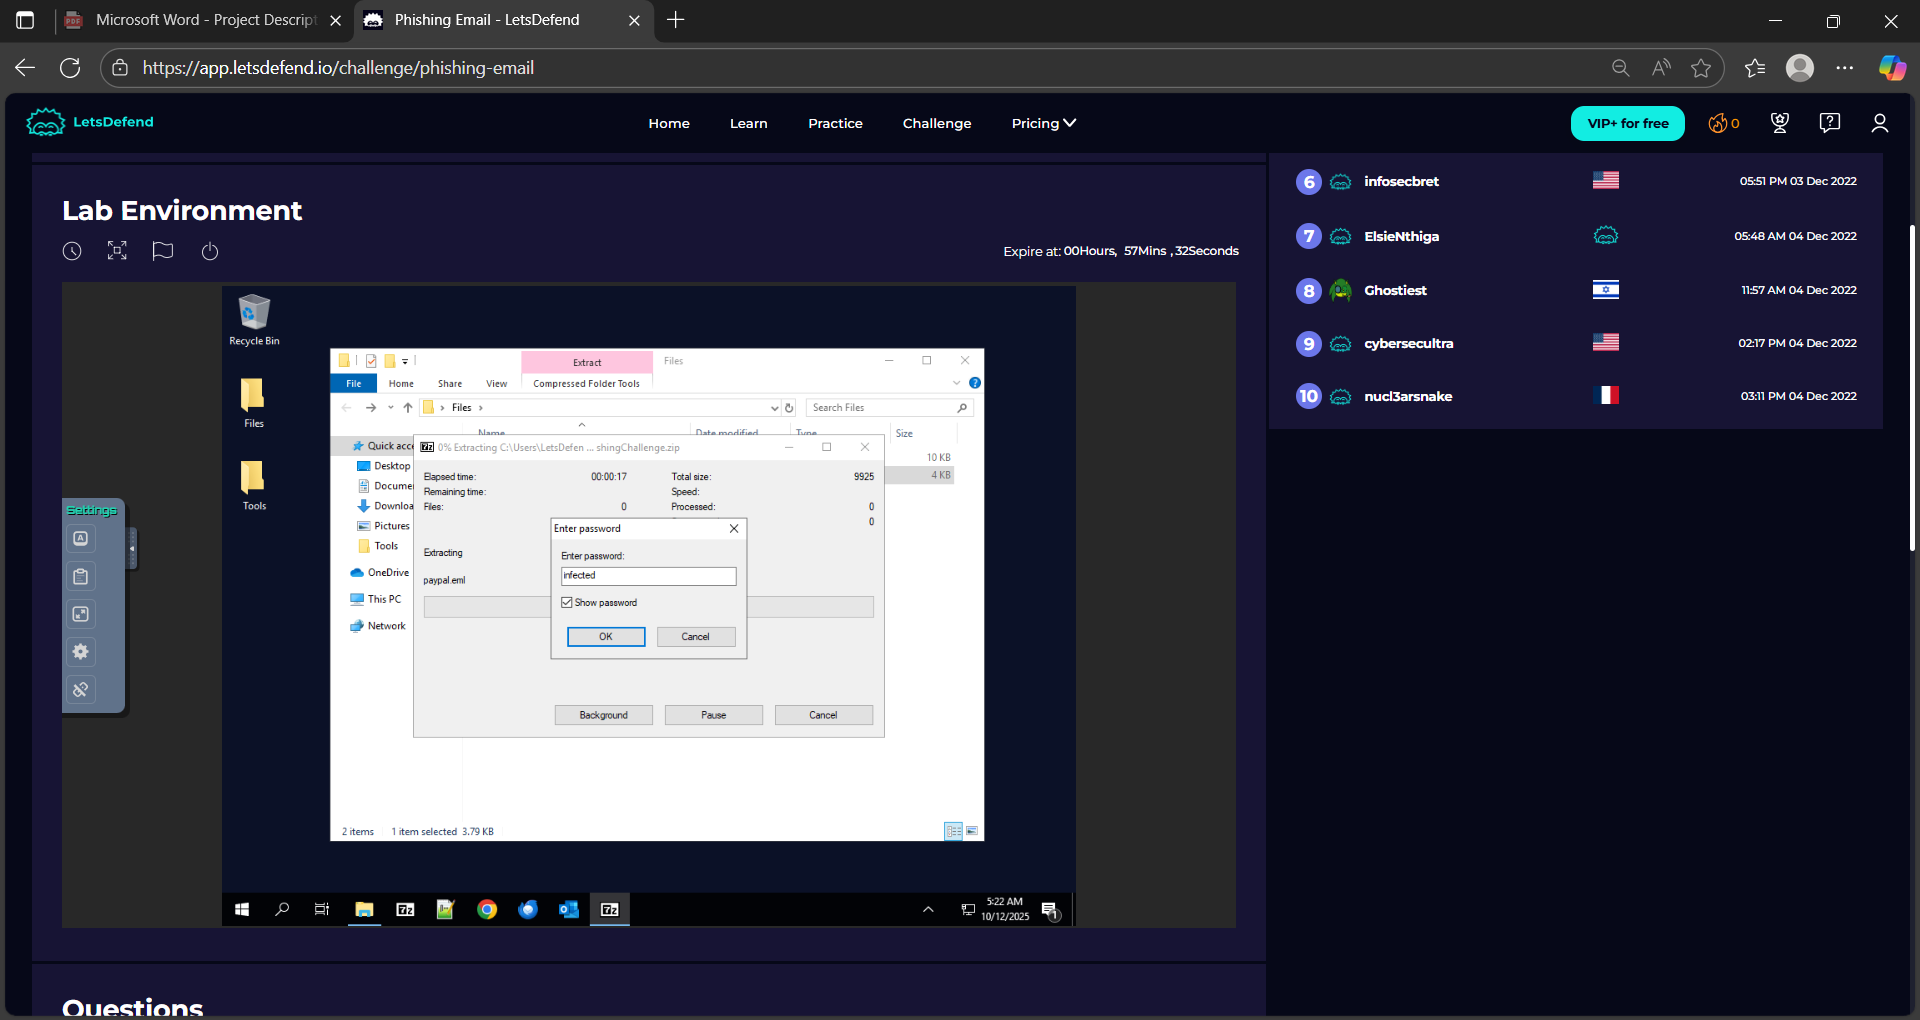 Microsoft Word - Project Descript
Phishing Email - LetsDefend
https://app.letsdefend.io/challenge/phishing-email
LetsDefend
Home
Learn
Practice
Challenge
Pricing
VIP+ for free
0
Lab Environment
Expire at: 00Hours, 57Mins , 32Seconds
6 infosecbret 05:51 PM 03 Dec 2022
7 ElsieNthiga 05:48 AM 04 Dec 2022
8 Ghostiest 11:57 AM 04 Dec 2022
9 cybersecultra 02:17 PM 04 Dec 2022
10 nucl3arsnake 03:11 PM 04 Dec 2022
Recycle Bin
Files
Tools
Settings
Extract
Files
File
Home
Share
View
Compressed Folder Tools
Files
Search Files
Name
Date modified
Type
Size
10 KB
4 KB
Quick acce
Desktop
Docume
Downloa
Pictures
Tools
OneDrive
This PC
Network
7z 0% Extracting C:\Users\LetsDefen ... shingChallenge.zip
Elapsed time: 00:00:17 Total size: 9925
Remaining time: Speed:
Files: 0 Processed: 0
0
Extracting
paypal.eml
Enter password
Enter password:
infected
Show password
OK
Cancel
Background
Pause
Cancel
2 items 1 item selected 3.79 KB
7z
7z
5:22 AM
10/12/2025
1
Questions